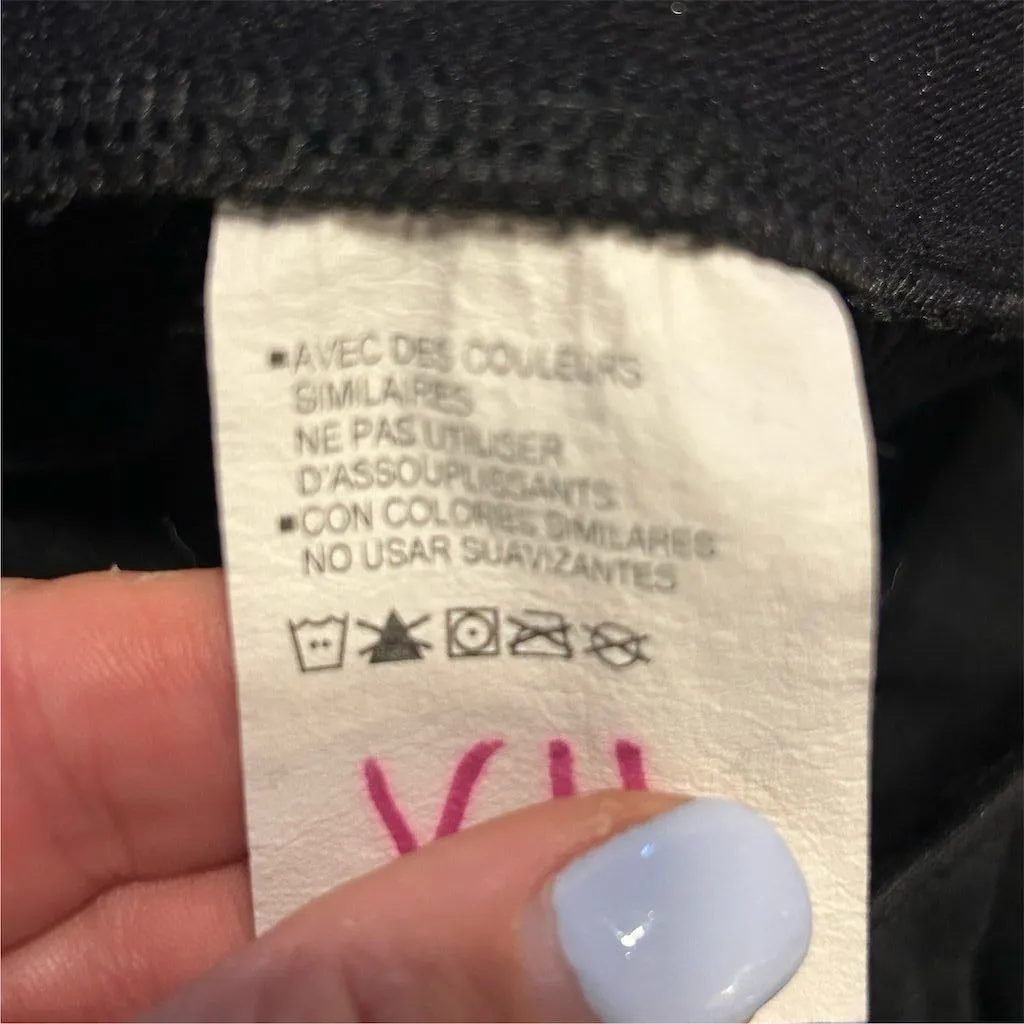 ▪AVEC DES COULEURS
SIMILAIRES
NE PAS UTILISER
D'ASSOUPLISSANTS
▪CON COLORES SIMILARES
NO USAR SUAVIZANTES